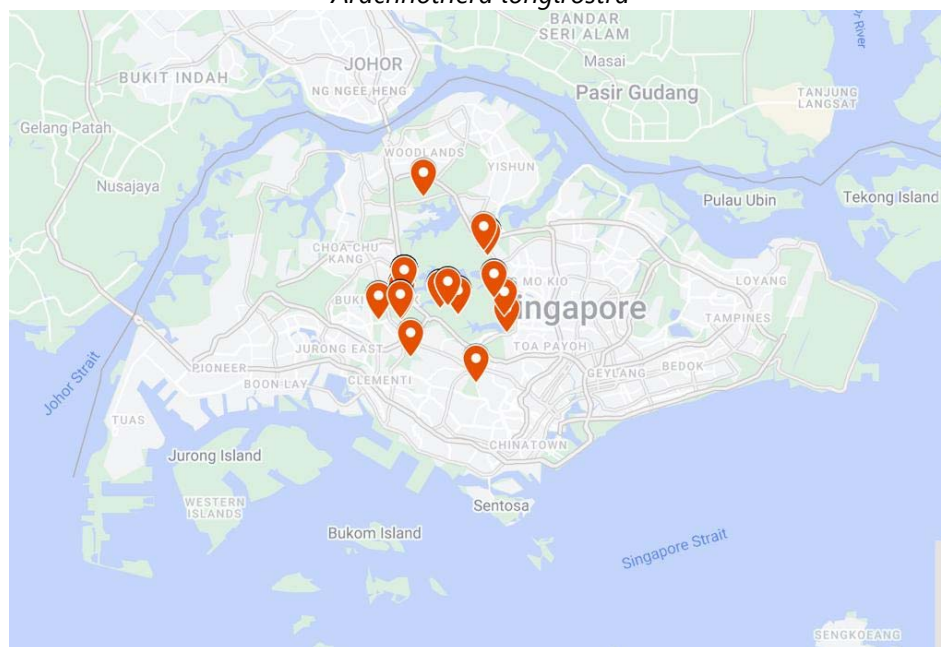 Arachnothera longirostra
BANDAR
SERI ALAM
JOHOR
Masai
BUKIT INDAH
NG NGEE HENG
Pasir Gudang
TANJUNG
LANGSAT
Gelang Patah
WOODLANDS
YISHUN
Nusajaya
Pulau Ubin
Tekong Island
CHOA CHU
KANG
MO KIO
LOYANG
ingapore
TAMPINES
JURONG EAST
TOA PAYOH
PIONEER
BEDOK
GEYLANG
BOON LAY
CLEMENTI
Johor Strait
TUAS
CHINATOWN
Jurong Island
WESTERN
ISLANDS
Sentosa
Bukom Island
Singapore Strait
SENGKOEANG